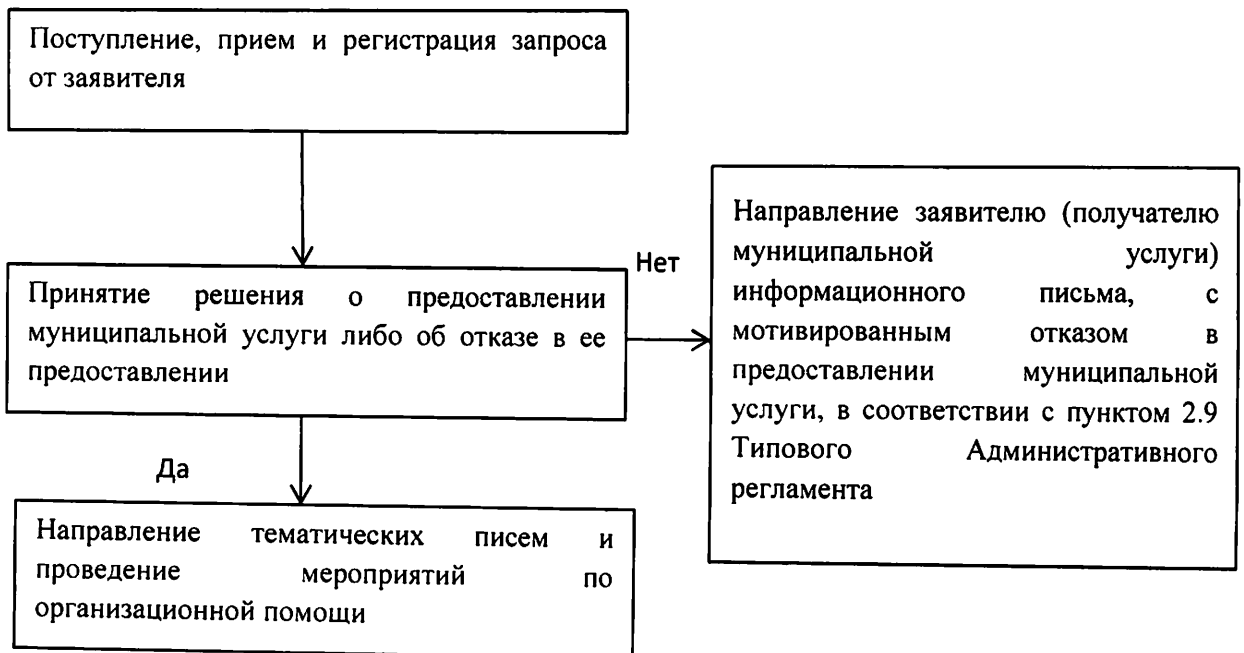 Поступление, прием и регистрация запроса
от заявителя
Принятие решения о предоставлении
муниципальной услуги либо об отказе в ее
предоставлении
Нет
Направление заявителю (получателю
муниципальной услуги)
информационного письма, с
мотивированным отказом в
предоставлении муниципальной
услуги, в соответствии с пунктом 2.9
Типового Административного
регламента
Да
Направление тематических писем и
проведение мероприятий по
организационной помощи